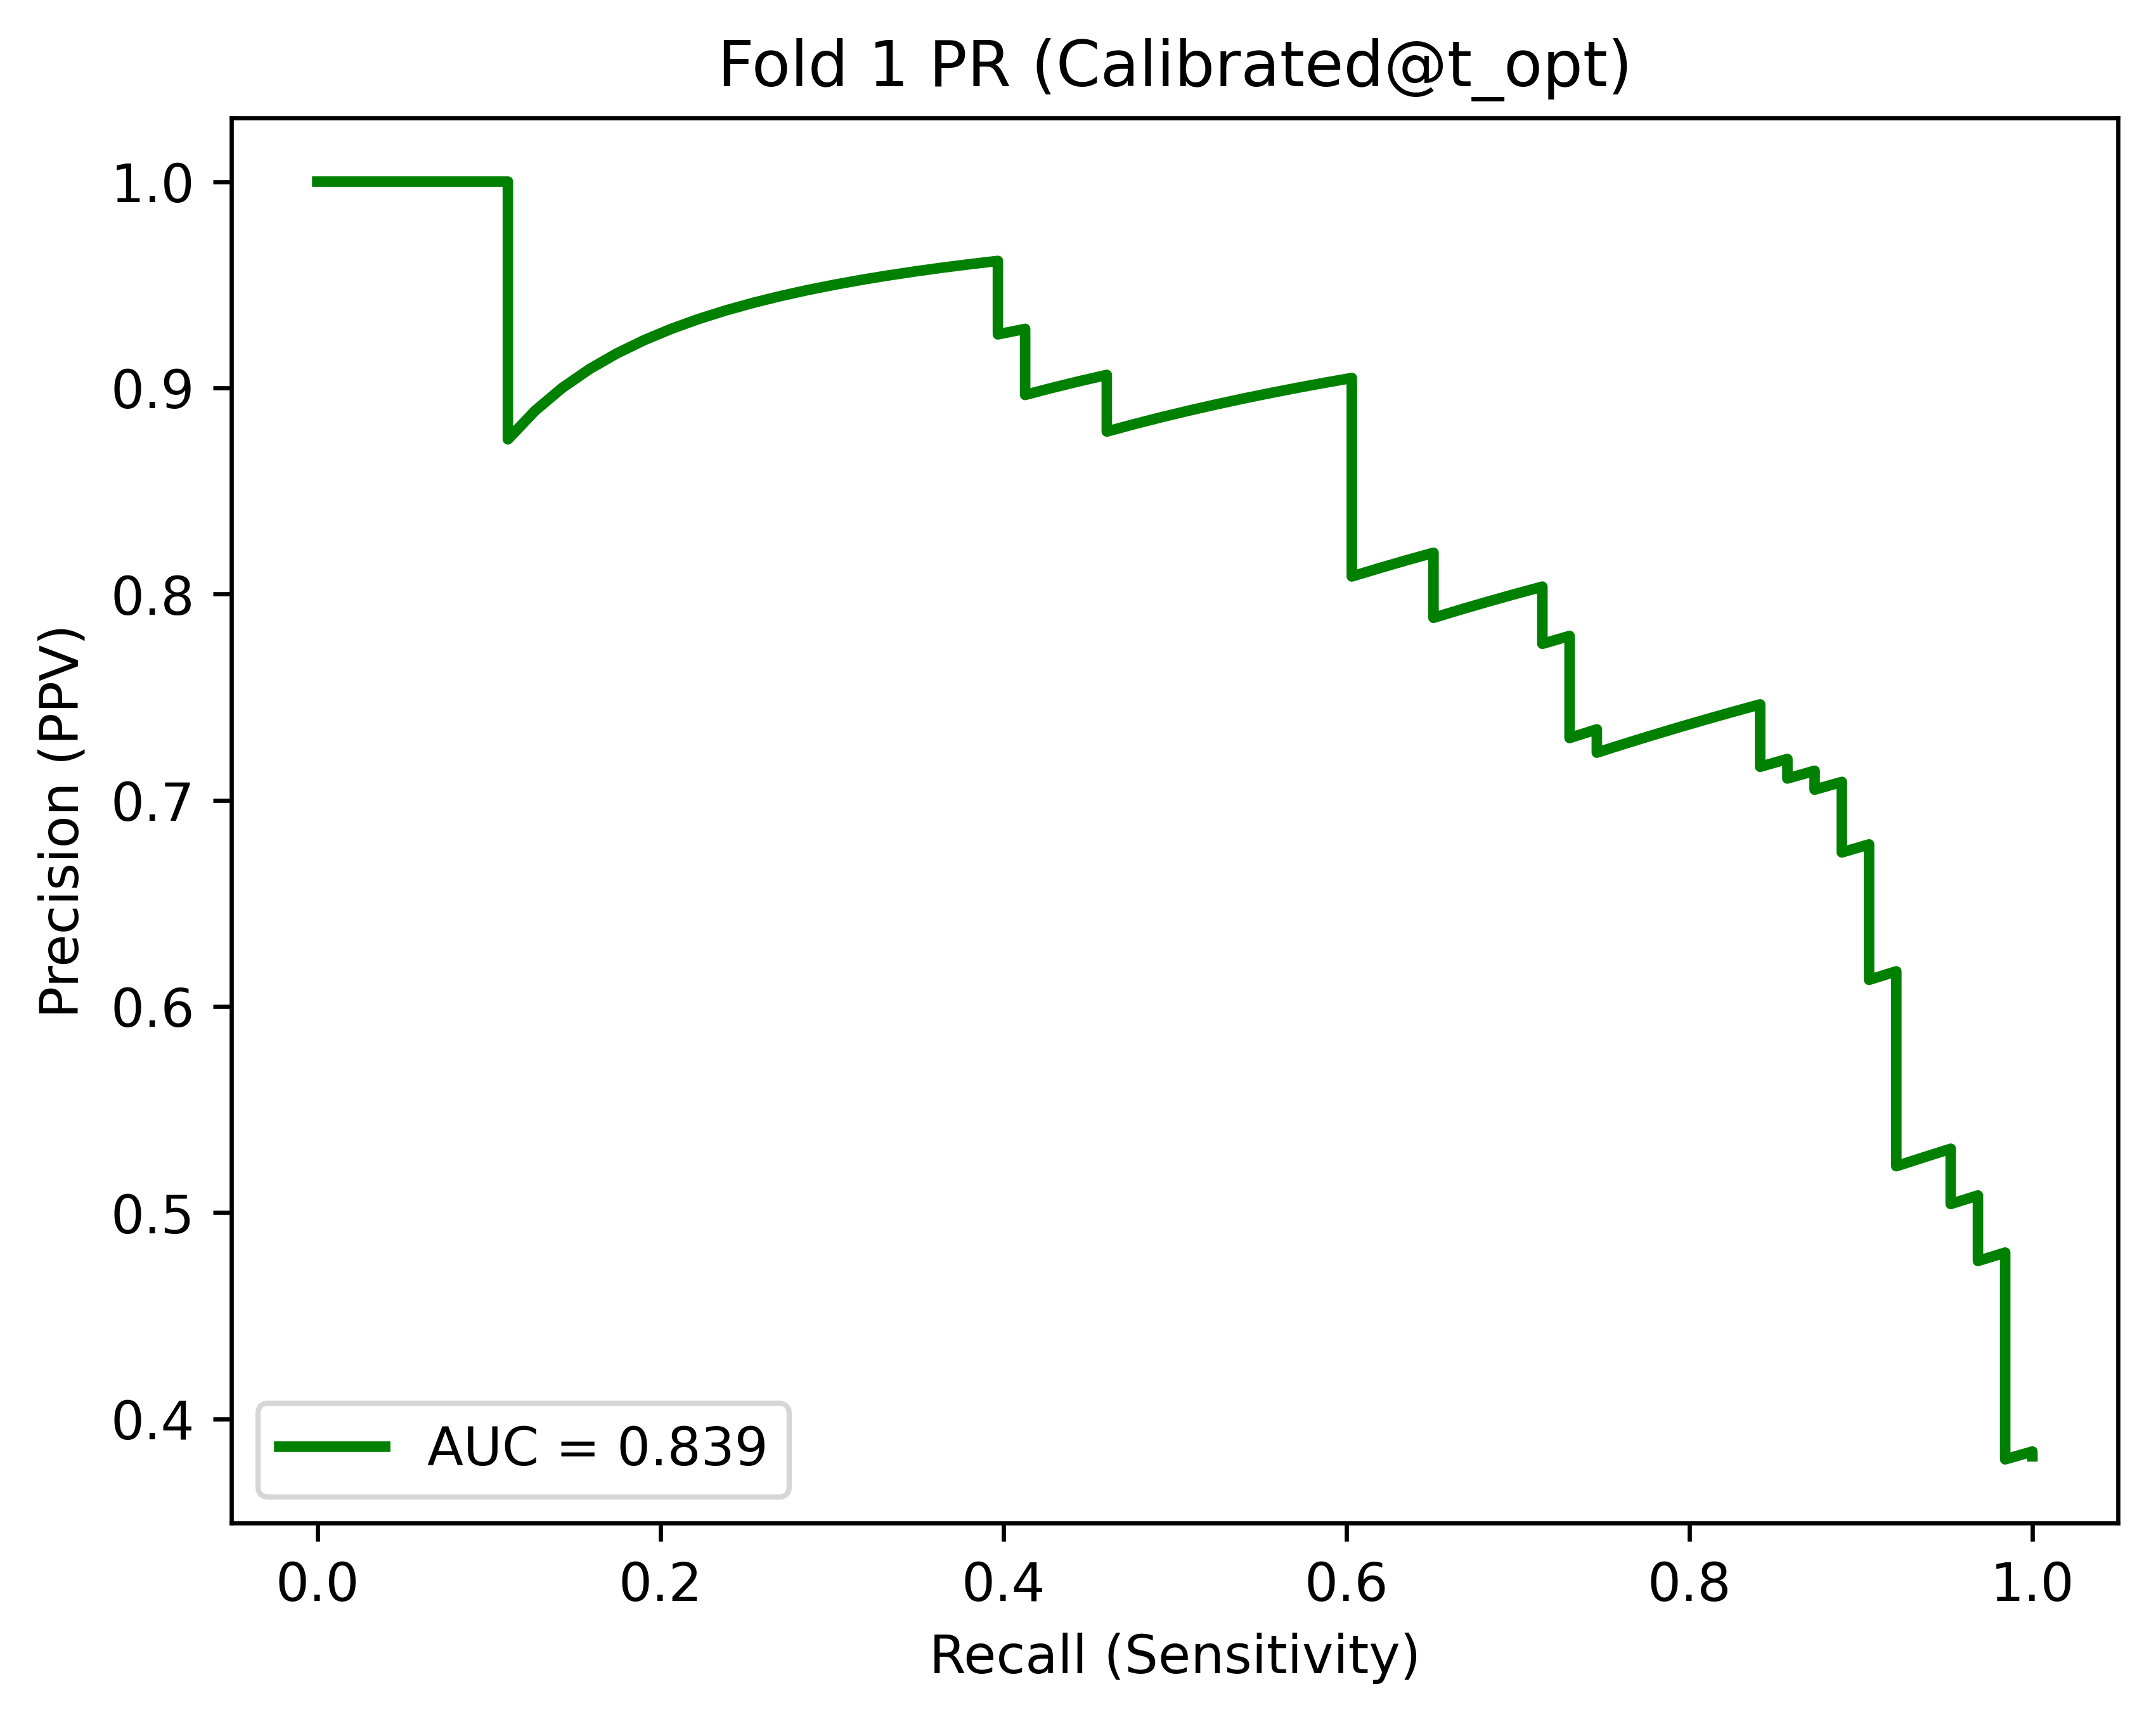 Fold 1 PR (Calibrated@t_opt)
1.0
0.9
0.8
0.7
0.6
0.5
0.4
Precision (PPV)
AUC = 0.839
0.0 0.2 0.4 0.6 0.8 1.0
Recall (Sensitivity)